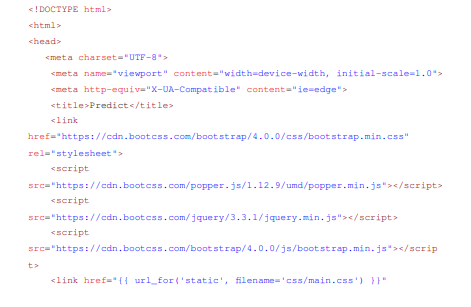 <!DOCTYPE html>
<html>
<head>
<meta charset="UTF-8">
<meta name="viewport" content="width=device-width, initial-scale=1.0">
<meta http-equiv="X-UA-Compatible" content="ie=edge">
<title>Predict</title>
<link
href="https://cdn.bootcss.com/bootstrap/4.0.0/css/bootstrap.min.css"
rel="stylesheet">
<script
src="https://cdn.bootcss.com/popper.js/1.12.9/umd/popper.min.js"></script>
<script
src="https://cdn.bootcss.com/jquery/3.3.1/jquery.min.js"></script>
<script
src="https://cdn.bootcss.com/bootstrap/4.0.0/js/bootstrap.min.js"></scrip
t>
<link href="{{ url_for('static', filename='css/main.css') }}"